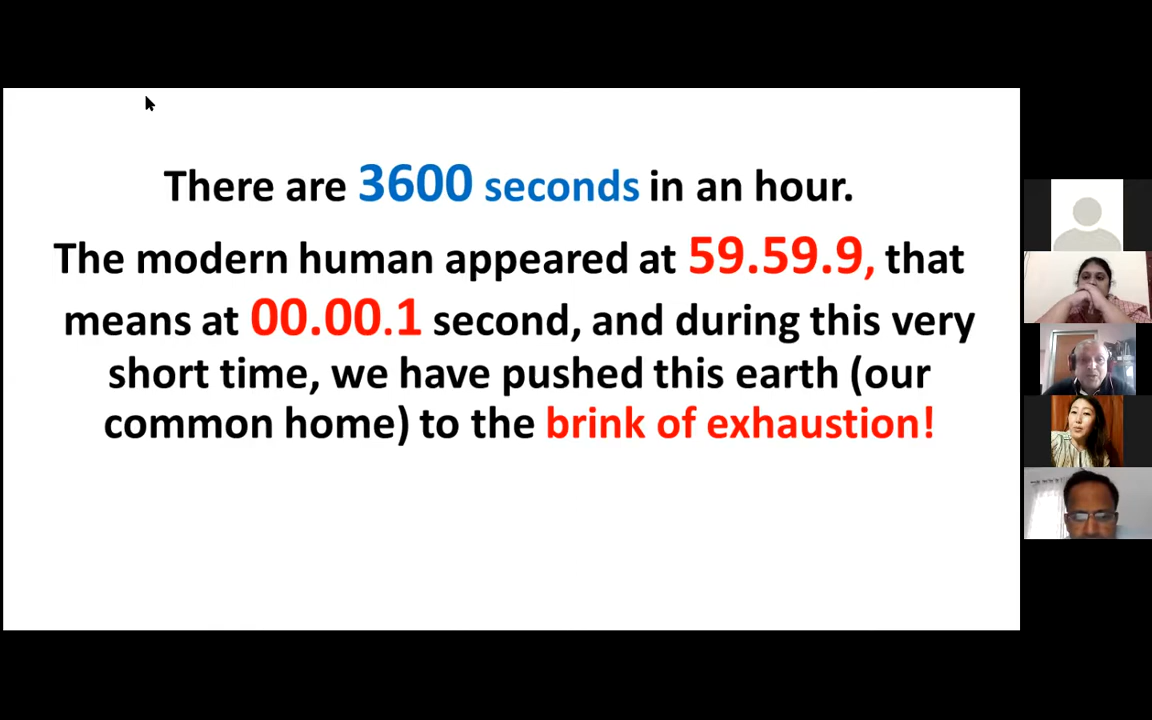 There are 3600 seconds in an hour.
The modern human appeared at 59.59.9, that
means at 00.00.1 second, and during this very
short time, we have pushed this earth (our
common home) to the brink of exhaustion!